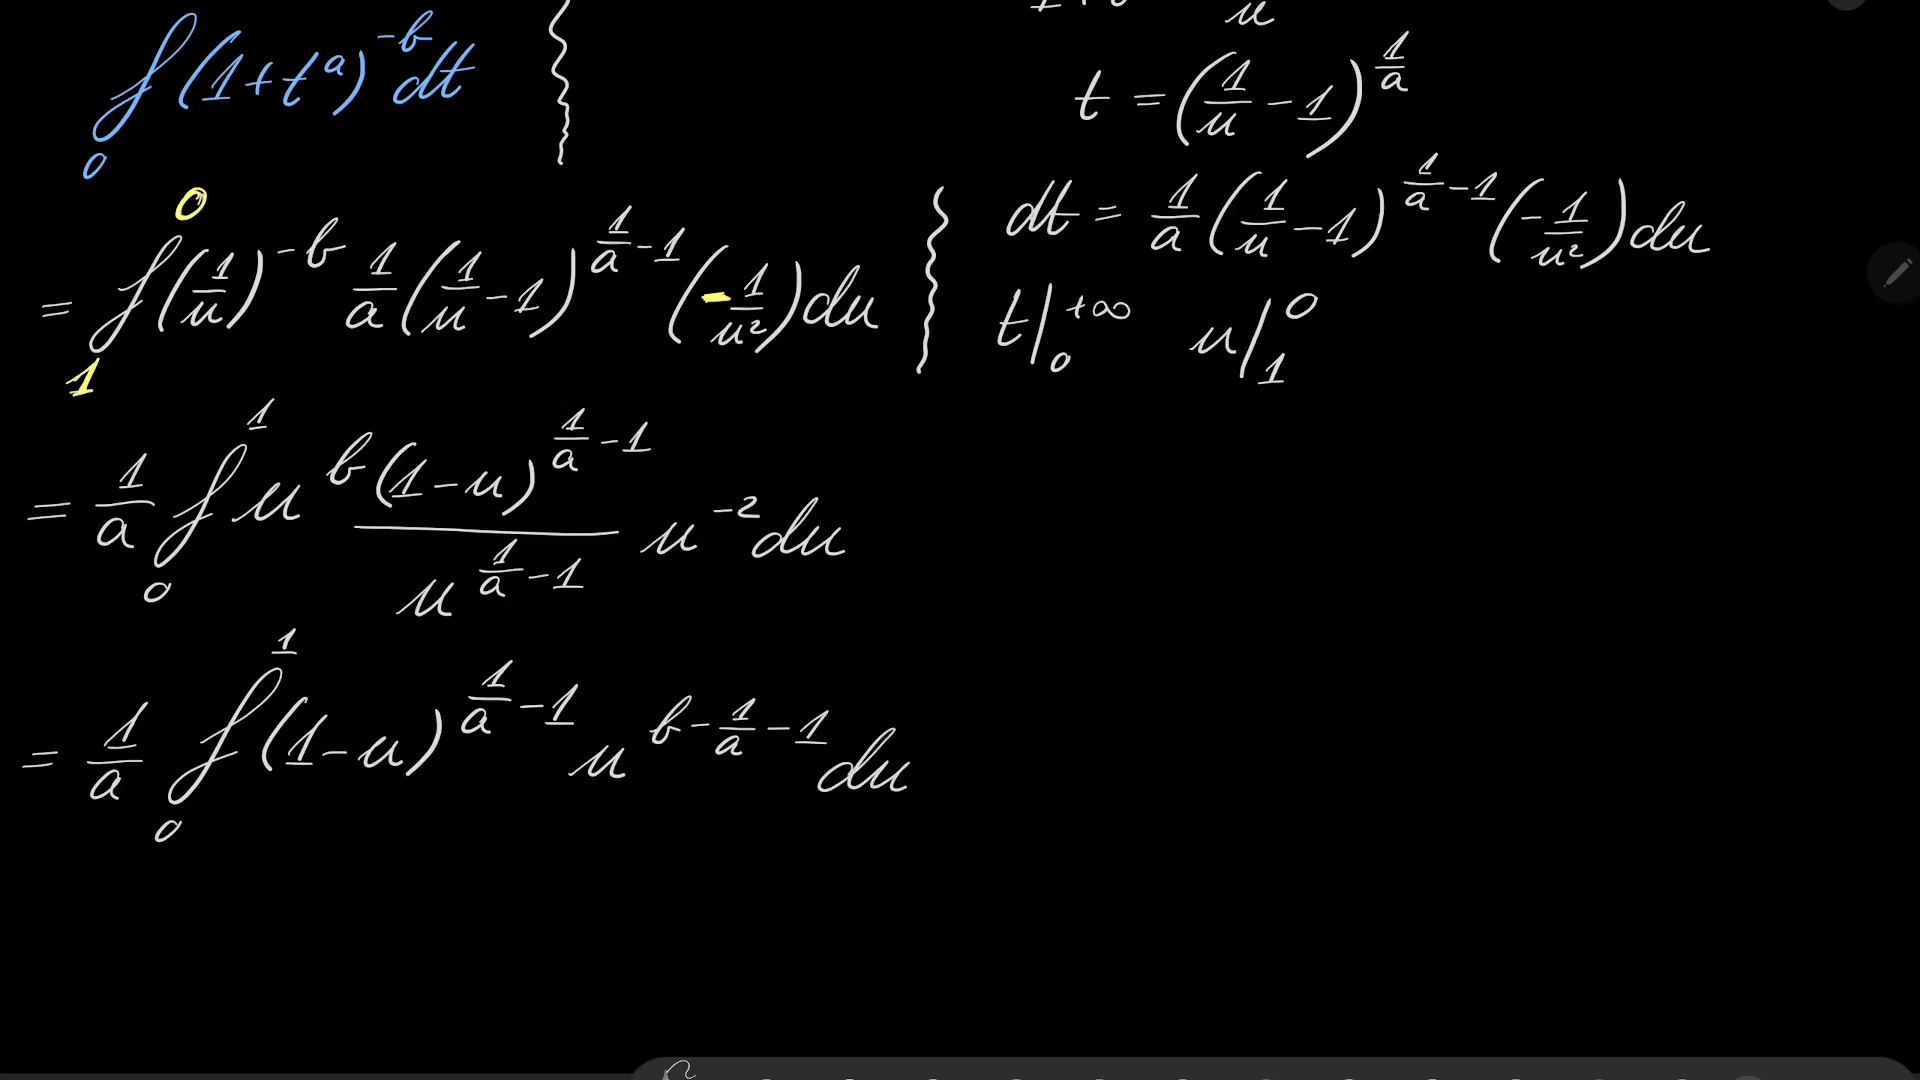 ∫₀ (1+tᵃ)^{-b} dt
= ∫₁⁰ (1/u)^{-b} 1/a (1/u - 1)^{1/a - 1} (-1/u²) du
= 1/a ∫₀¹ u^b (1-u)^{1/a - 1} / u^{1/a - 1} u^{-2} du
= 1/a ∫₀¹ (1-u)^{1/a - 1} u^{b - 1/a - 1} du
u
t = (1/u - 1)^{1/a}
dt = 1/a (1/u - 1)^{1/a - 1} (-1/u²) du
t|₀^{+∞} u|₁⁰